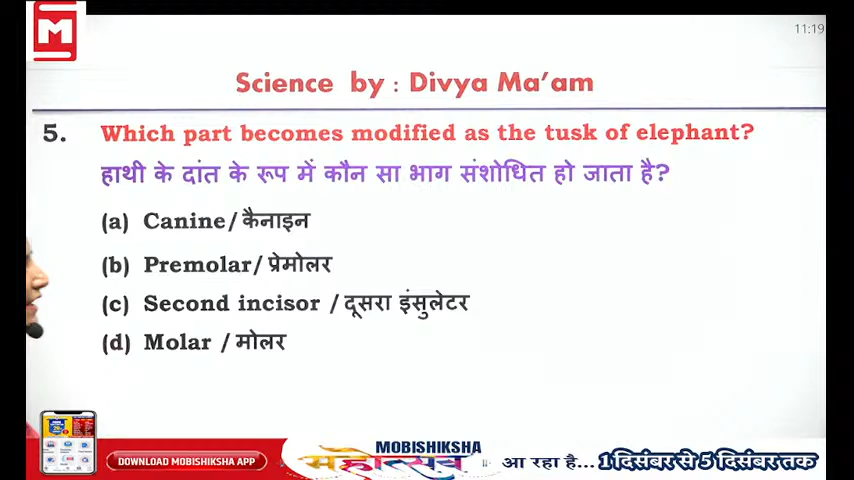 M
11:19
Science by : Divya Ma'am
5. Which part becomes modified as the tusk of elephant?
हाथी के दांत के रूप में कौन सा भाग संशोधित हो जाता है?
(a) Canine/कैनाइन
(b) Premolar/प्रेमोलर
(c) Second incisor /दूसरा इंसुलेटर
(d) Molar /मोलर
DOWNLOAD MOBISHIKSHA APP
MOBISHIKSHA
महोत्सव
आ रहा है... 1 दिसंबर से 5 दिसंबर तक